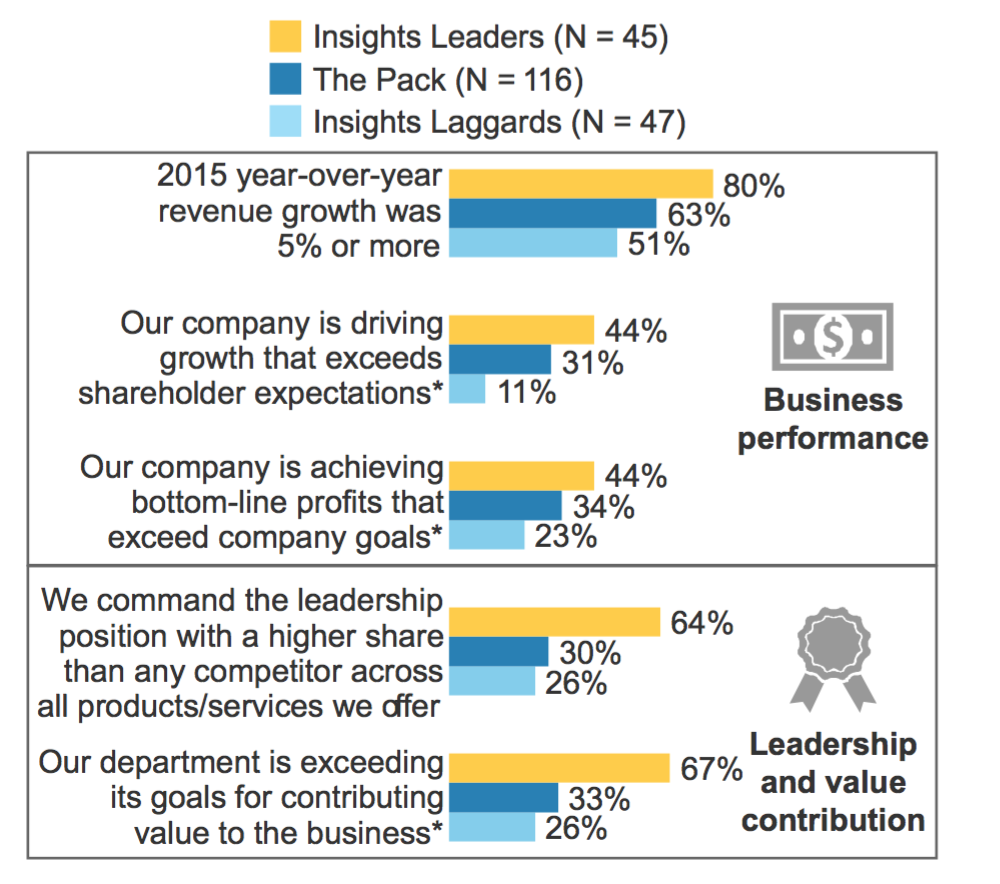 Insights Leaders (N = 45)
The Pack (N = 116)
Insights Laggards (N = 47)
2015 year-over-year
revenue growth was
5% or more
80%
63%
51%
Our company is driving
growth that exceeds
shareholder expectations*
44%
31%
11%
Our company is achieving
bottom-line profits that
exceed company goals*
44%
34%
23%
$
Business
performance
We command the leadership
position with a higher share
than any competitor across
all products/services we offer
64%
30%
26%
Our department is exceeding
its goals for contributing
value to the business*
67%
33%
26%
Leadership
and value
contribution